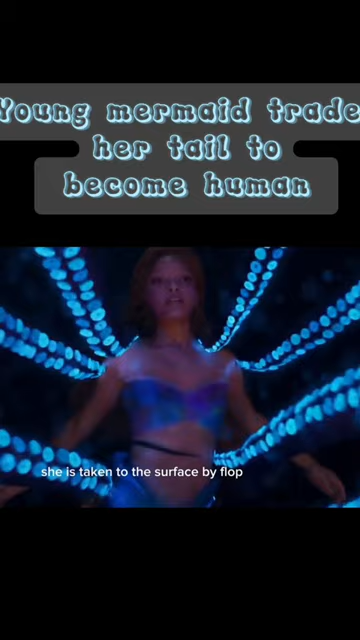 Young mermaid trade
her tail to
become human
she is taken to the surface by flop